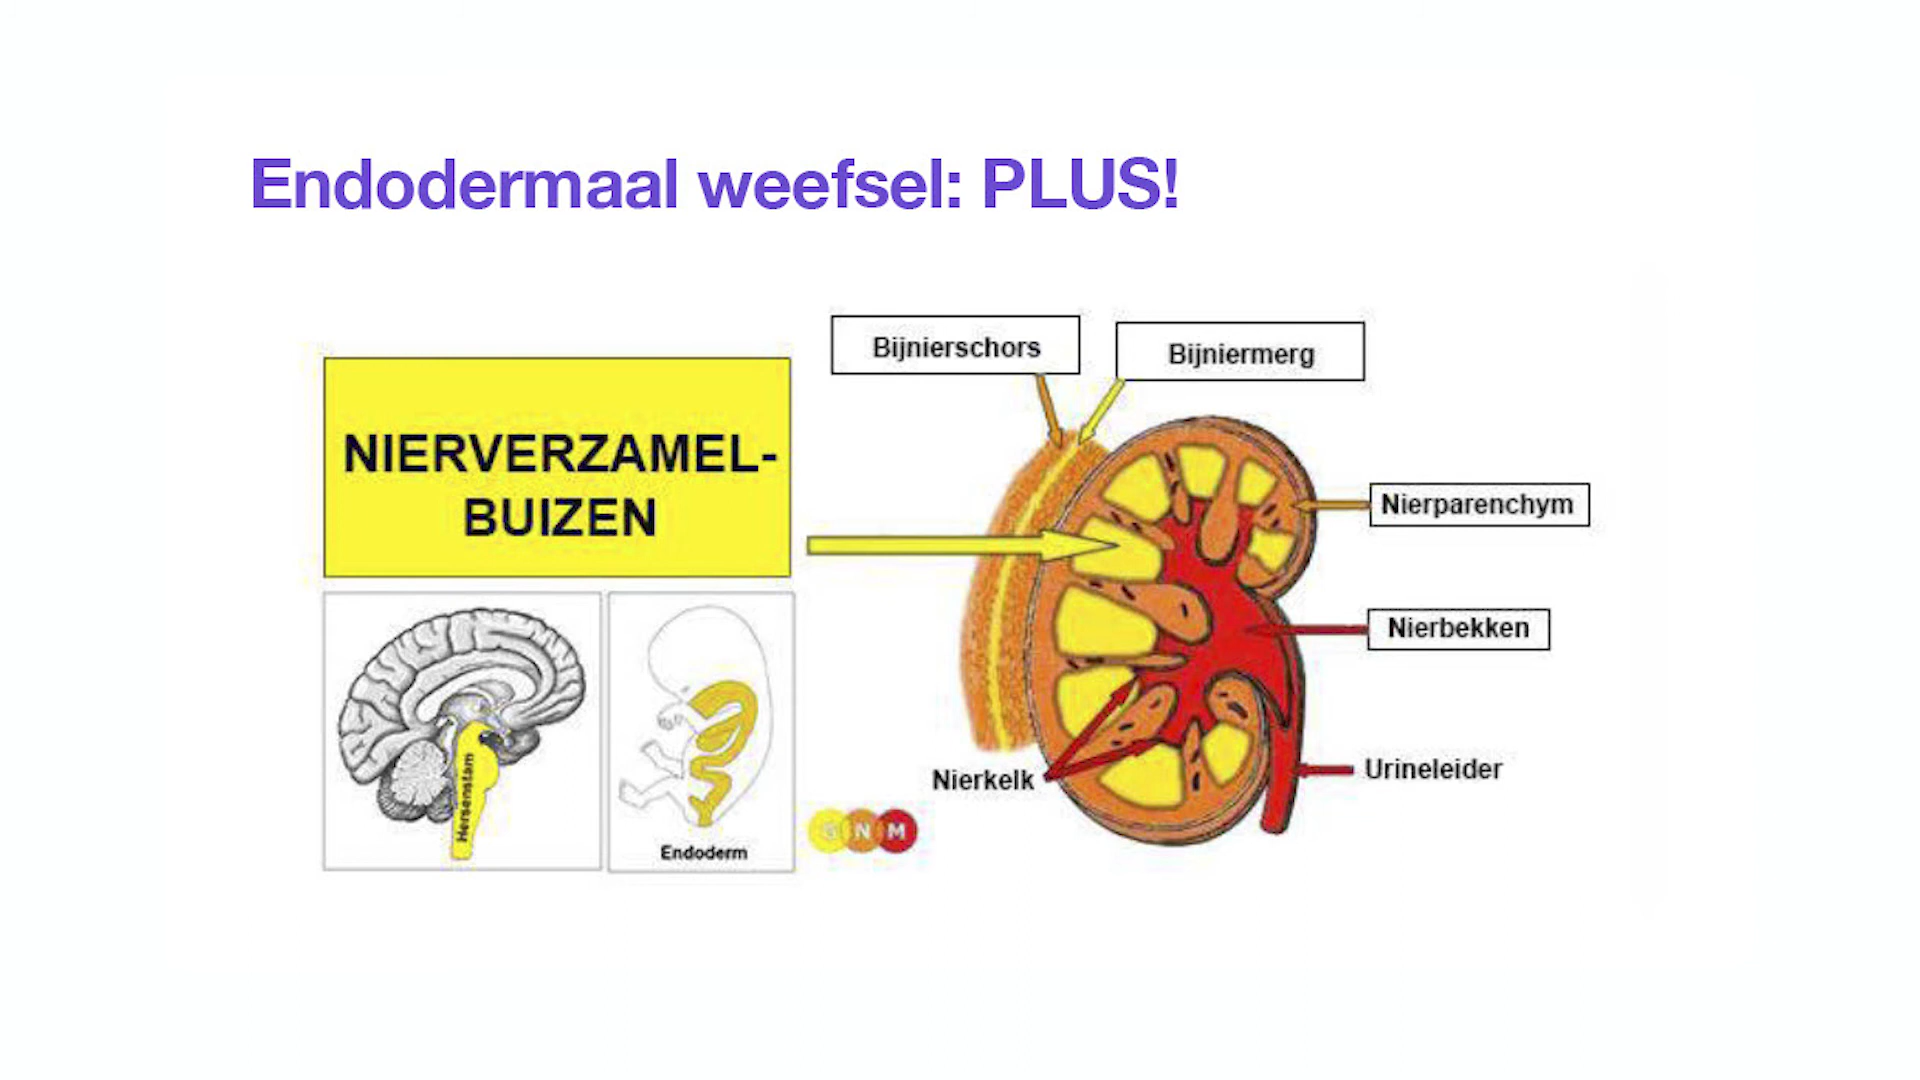 Endodermaal weefsel: PLUS!
Bijnierschors
Bijniermerg
NIERVERZAMEL-
BUIZEN
Nierparenchym
Nierbekken
Nierkelk
Urineleider
Hersenstam
Endoderm
G N M